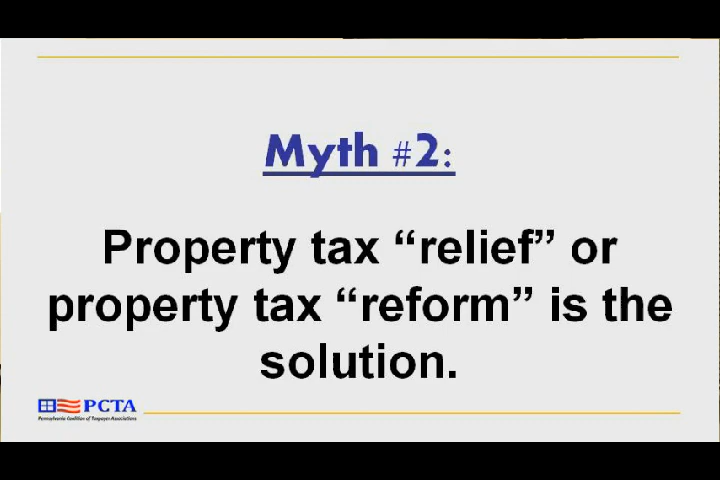 Myth #2:
Property tax “relief” or
property tax “reform” is the
solution.
PCTA
Pennsylvania Coalition of Taxpayer Associations